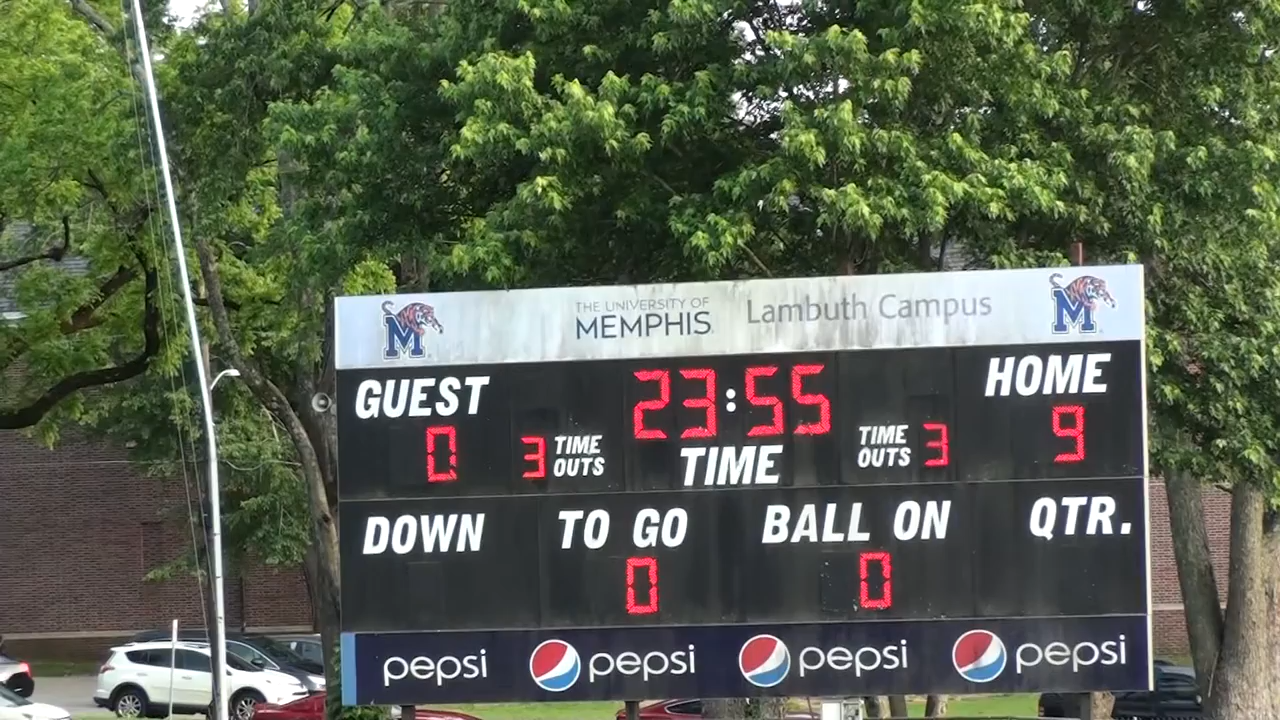 M THE UNIVERSITY OF MEMPHIS Lambuth Campus M
GUEST 23:55 HOME
0 3 TIME OUTS TIME TIME OUTS 3 9
DOWN TO GO BALL ON QTR.
0 0
pepsi pepsi pepsi pepsi